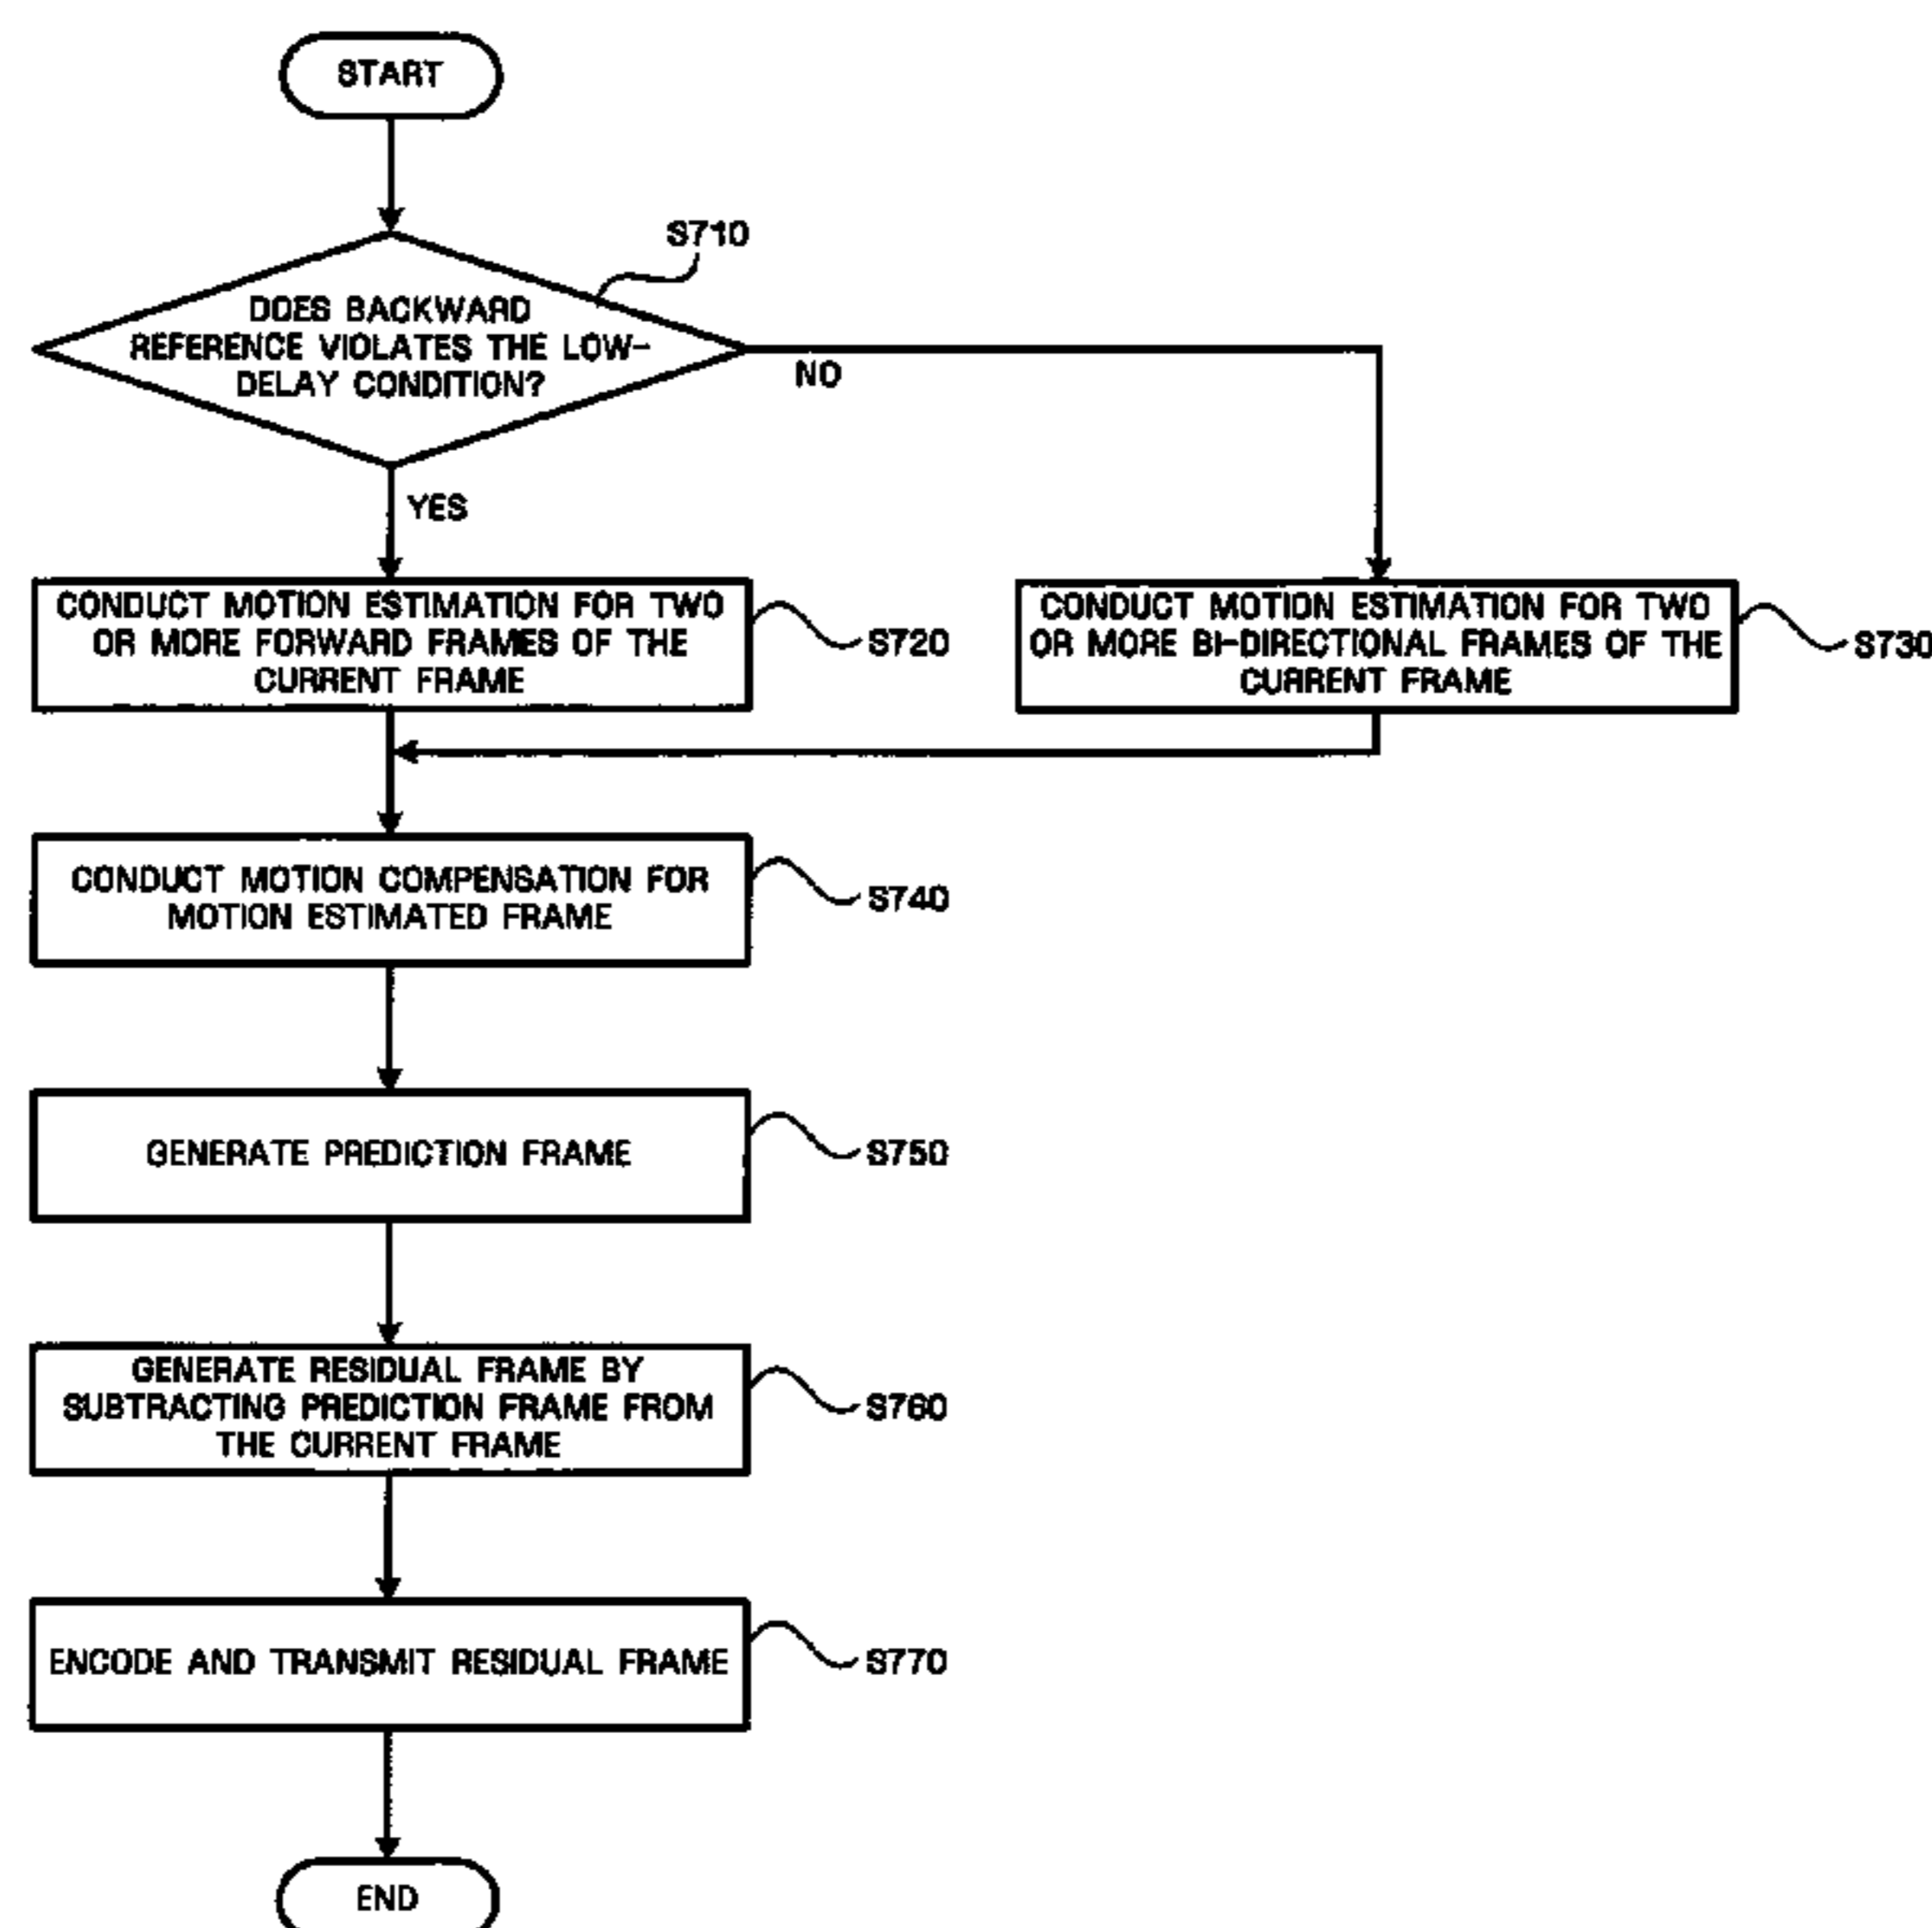 START
S710
DOES BACKWARD
REFERENCE VIOLATES THE LOW-
DELAY CONDITION?
NO
YES
CONDUCT MOTION ESTIMATION FOR TWO
OR MORE FORWARD FRAMES OF THE
CURRENT FRAME
S720
CONDUCT MOTION ESTIMATION FOR TWO
OR MORE BI-DIRECTIONAL FRAMES OF THE
CURRENT FRAME
S730
CONDUCT MOTION COMPENSATION FOR
MOTION ESTIMATED FRAME
S740
GENERATE PREDICTION FRAME
S750
GENERATE RESIDUAL FRAME BY
SUBTRACTING PREDICTION FRAME FROM
THE CURRENT FRAME
S760
ENCODE AND TRANSMIT RESIDUAL FRAME
S770
END